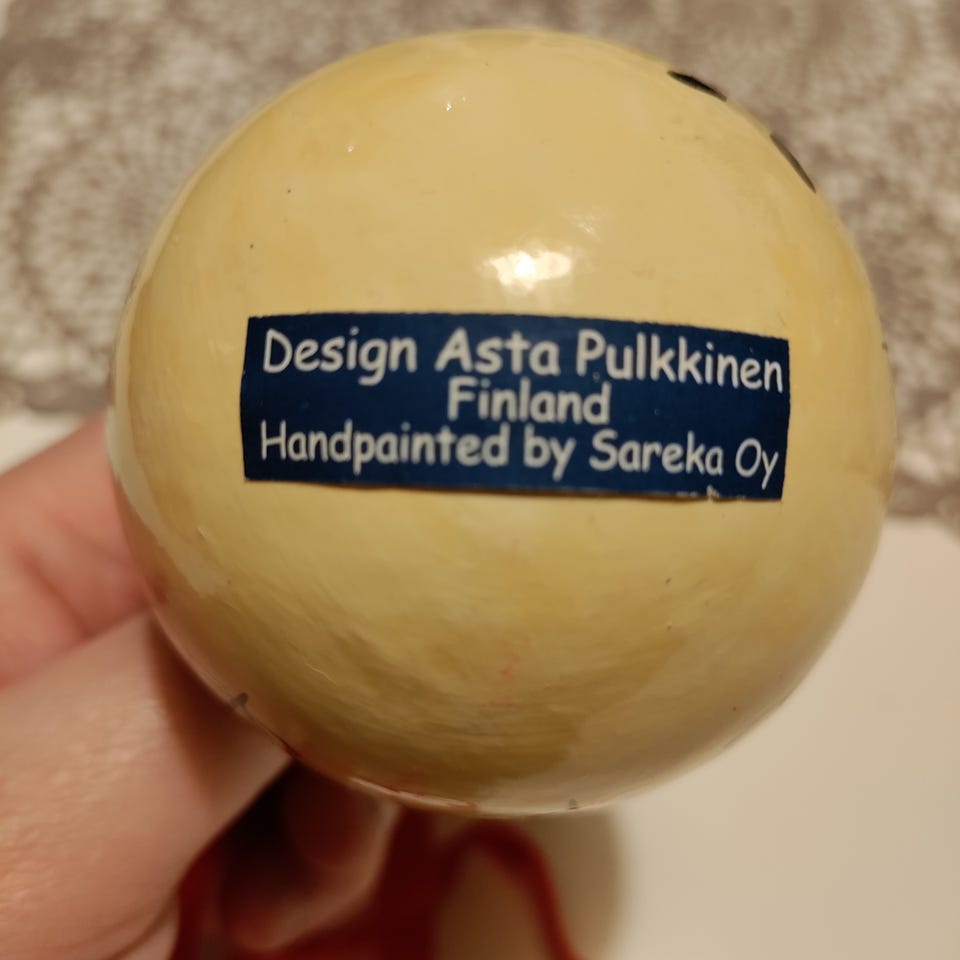 Design Asta Pulkkinen
Finland
Handpainted by Sareka Oy